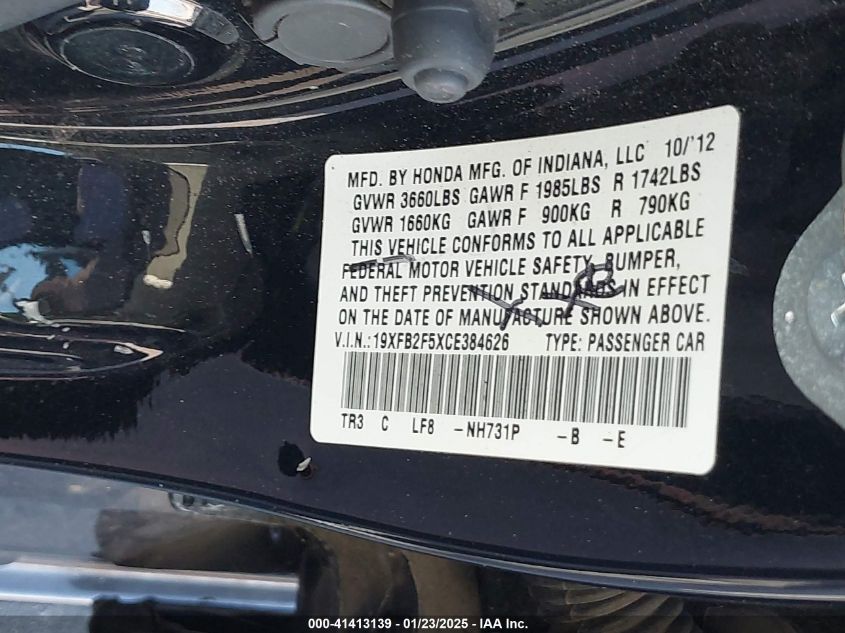 MFD. BY HONDA MFG. OF INDIANA, LLC 10/'12
GVWR 3660LBS GAWR F 1985LBS R 1742LBS
GVWR 1660KG GAWR F 900KG R 790KG
THIS VEHICLE CONFORMS TO ALL APPLICABLE
FEDERAL MOTOR VEHICLE SAFETY, BUMPER,
AND THEFT PREVENTION STANDARDS IN EFFECT
ON THE DATE OF MANUFACTURE SHOWN ABOVE.
V.I.N.: 19XFB2F5XCE384626 TYPE: PASSENGER CAR
TR3 C LF8 -NH731P -B -E
000-41413139 | 01/23/2025 | IAA Inc.